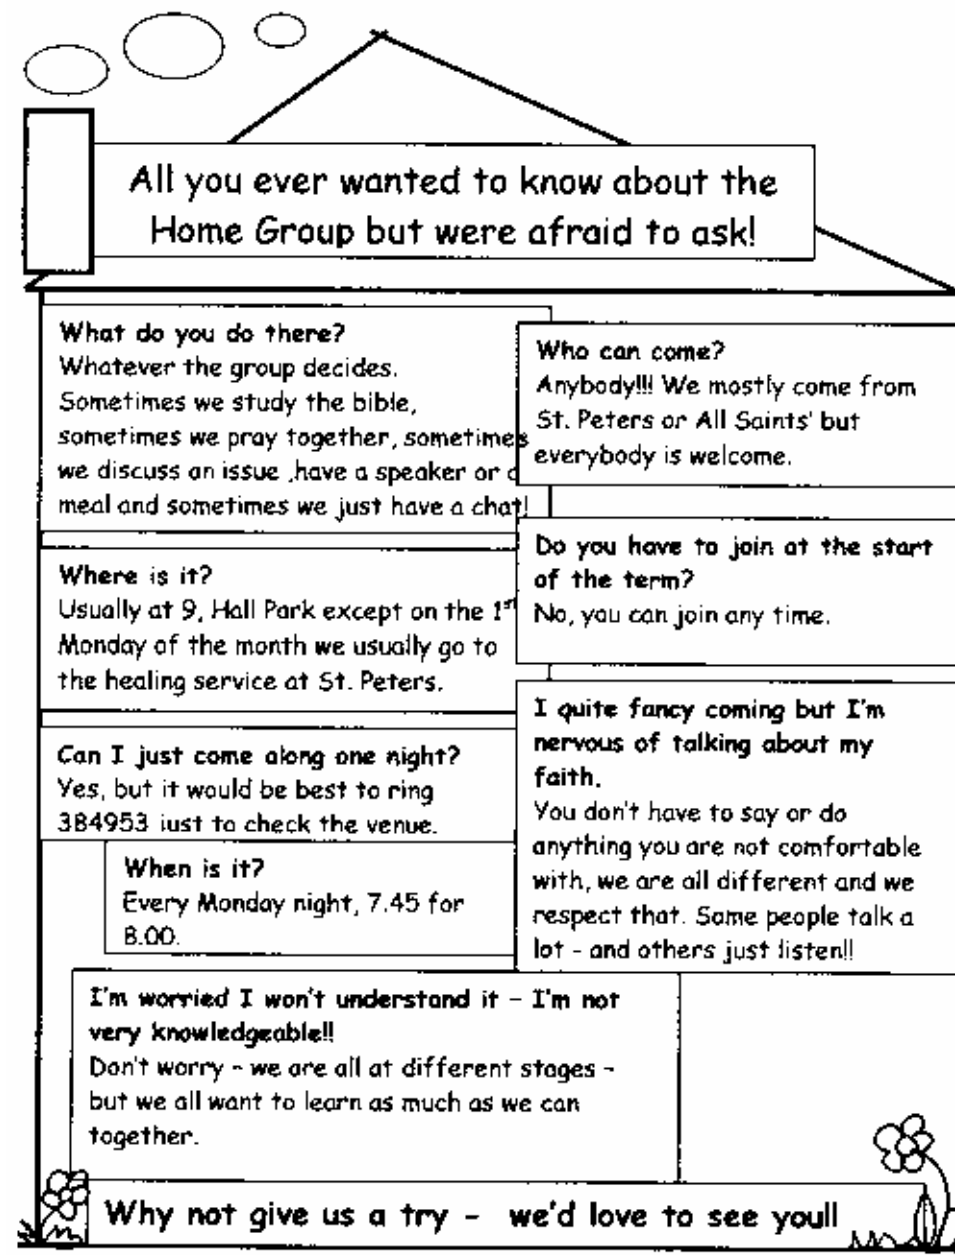 All you ever wanted to know about the
Home Group but were afraid to ask!
What do you do there?
Whatever the group decides.
Sometimes we study the bible,
sometimes we pray together, sometimes
we discuss an issue ,have a speaker or a
meal and sometimes we just have a chat!
Where is it?
Usually at 9, Hall Park except on the 1st
Monday of the month we usually go to
the healing service at St. Peters.
Can I just come along one night?
Yes, but it would be best to ring
384953 just to check the venue.
When is it?
Every Monday night, 7.45 for
8.00.
Who can come?
Anybody!!! We mostly come from
St. Peters or All Saints' but
everybody is welcome.
Do you have to join at the start
of the term?
No, you can join any time.
I quite fancy coming but I'm
nervous of talking about my
faith.
You don't have to say or do
anything you are not comfortable
with, we are all different and we
respect that. Some people talk a
lot - and others just listen!!
I'm worried I won't understand it - I'm not
very knowledgeable!!
Don't worry - we are all at different stages -
but we all want to learn as much as we can
together.
Why not give us a try - we'd love to see you!!